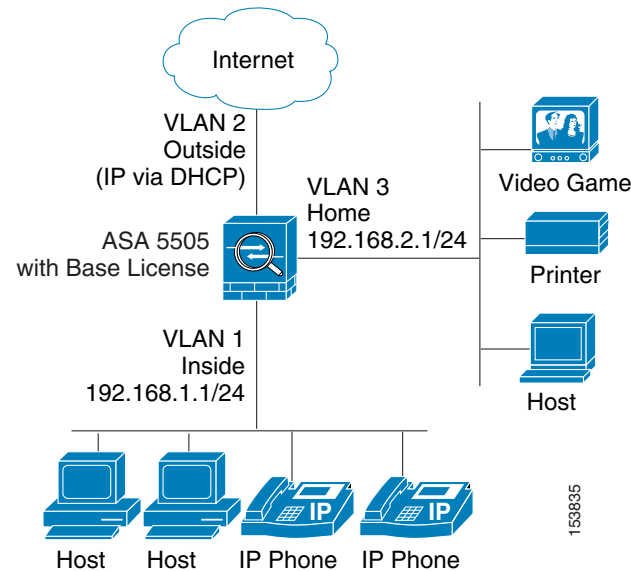 Internet
VLAN 2
Outside
(IP via DHCP)
VLAN 3
Home
192.168.2.1/24
Video Game
ASA 5505
with Base License
Printer
VLAN 1
Inside
192.168.1.1/24
Host
IP
IP
Host
Host
IP Phone
IP Phone
153835